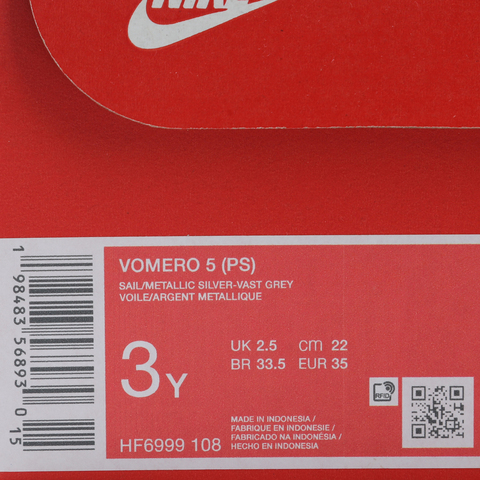 NIKE
VOMERO 5 (PS)
SAIL/METALLIC SILVER-VAST GREY
VOILE/ARGENT METALLIQUE
3Y
UK 2.5 cm 22
BR 33.5 EUR 35
RFID
MADE IN INDONESIA /
FABRIQUE EN INDONESIE /
FABRICADO NA INDONÉSIA /
HECHO EN INDONESIA
HF6999 108
1 98483 56893 0 15